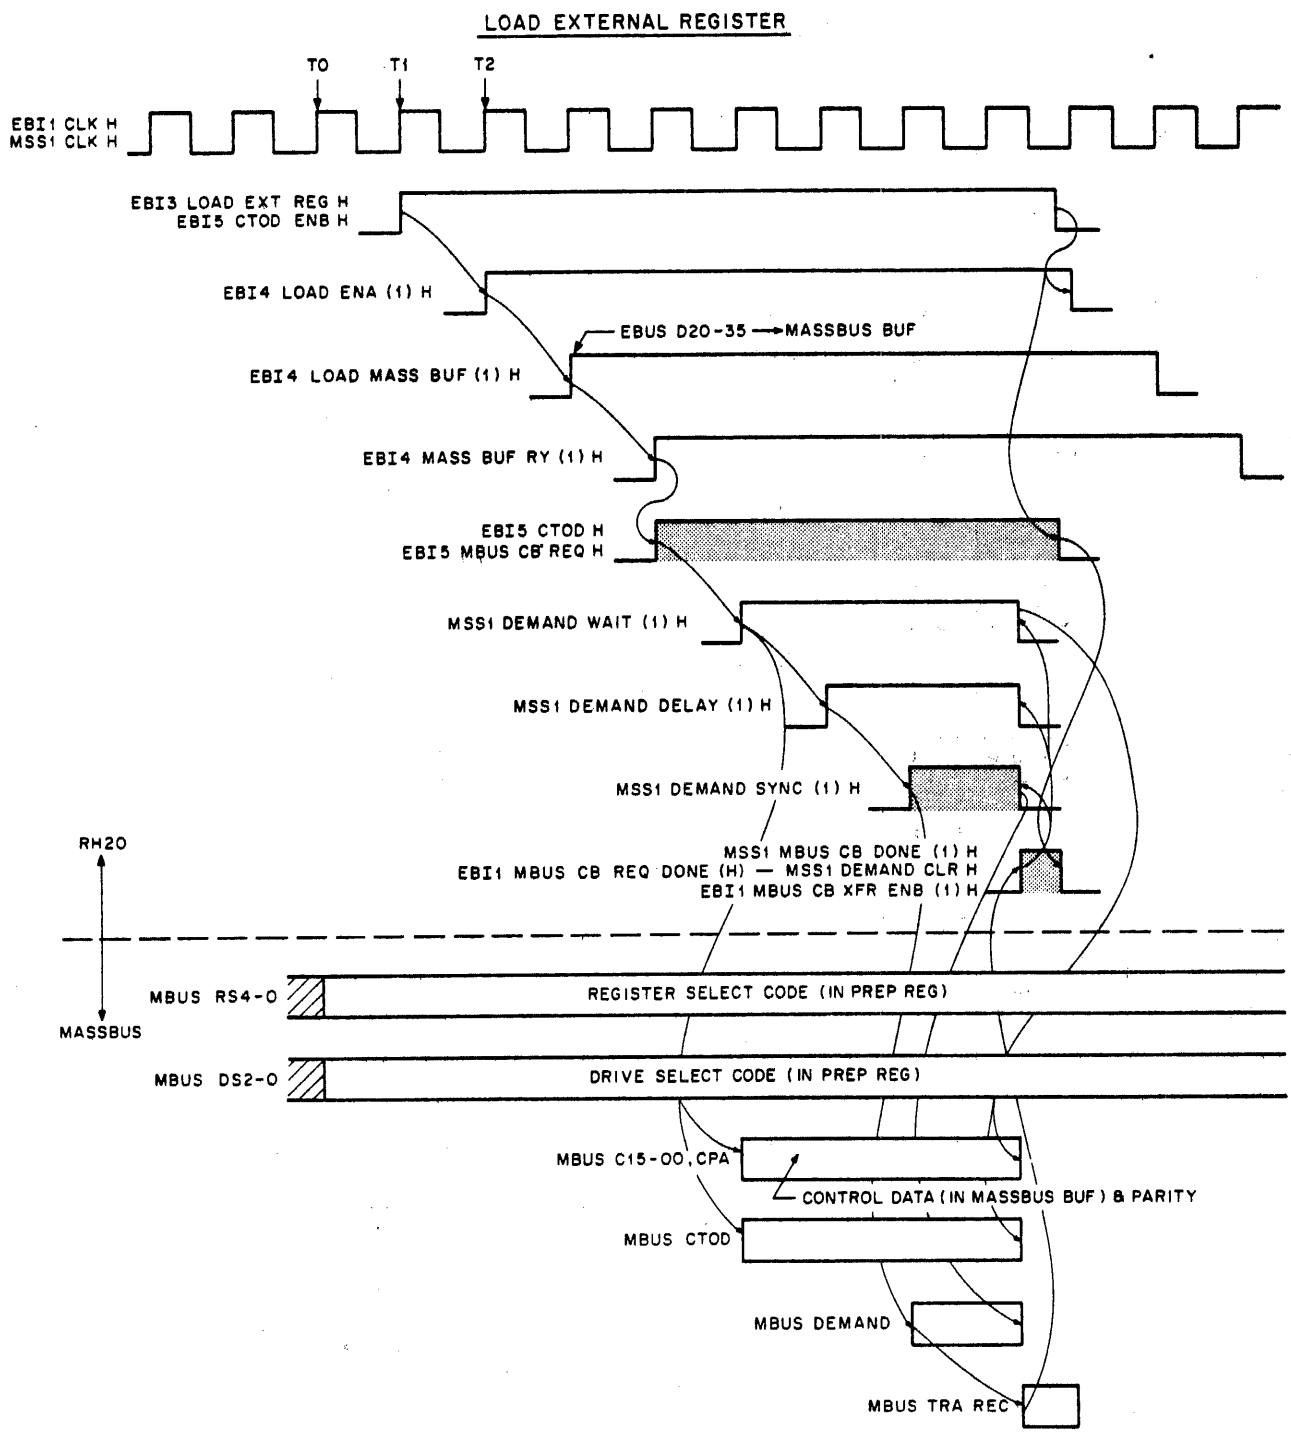 LOAD EXTERNAL REGISTER
T0 T1 T2
EBI1 CLK H
MSS1 CLK H
EBI3 LOAD EXT REG H
EBI5 CTOD ENB H
EBI4 LOAD ENA (1) H
EBUS D20-35 → MASSBUS BUF
EBI4 LOAD MASS BUF (1) H
EBI4 MASS BUF RY (1) H
EBI5 CTOD H
EBI5 MBUS CB REQ H
MSS1 DEMAND WAIT (1) H
MSS1 DEMAND DELAY (1) H
MSS1 DEMAND SYNC (1) H
RH20
MSS1 MBUS CB DONE (1) H
EBI1 MBUS CB REQ DONE (H) — MSS1 DEMAND CLR H
EBI1 MBUS CB XFR ENB (1) H
MBUS RS4-0
REGISTER SELECT CODE (IN PREP REG)
MASSBUS
MBUS DS2-0
DRIVE SELECT CODE (IN PREP REG)
MBUS C15-00, CPA
CONTROL DATA (IN MASSBUS BUF) & PARITY
MBUS CTOD
MBUS DEMAND
MBUS TRA REC